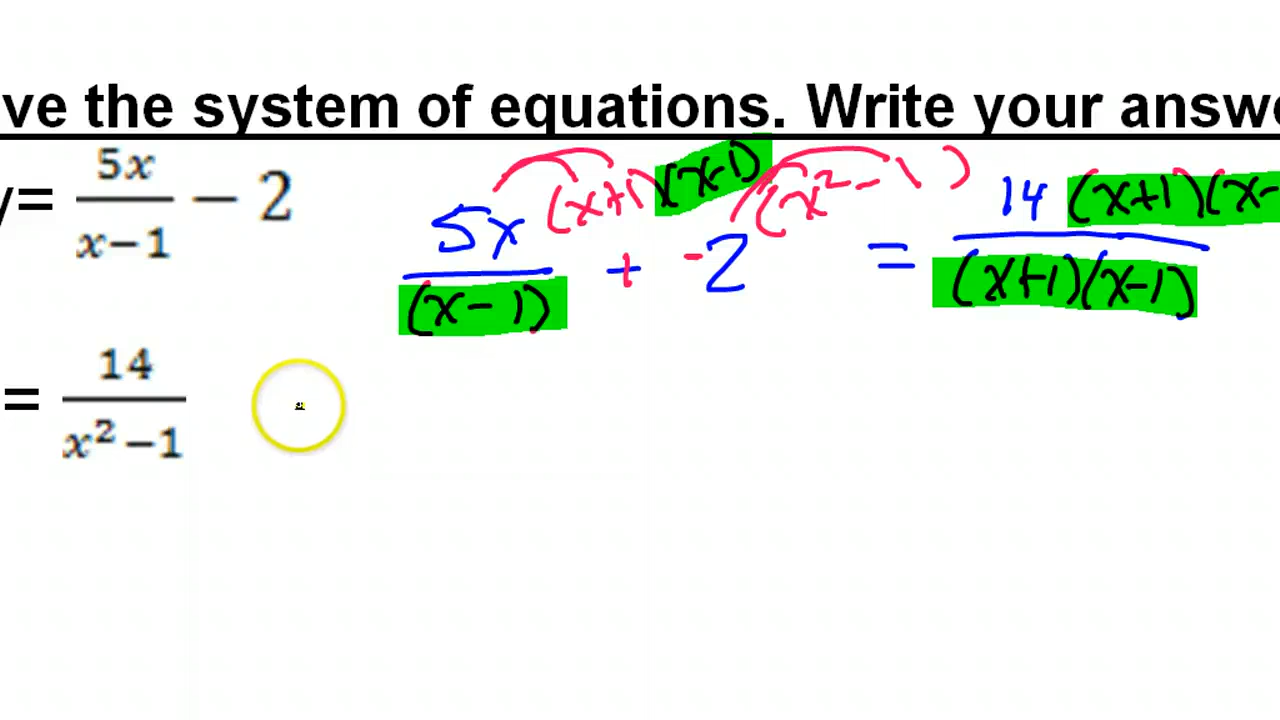 ve the system of equations. Write your answe
y= 5x/x−1 − 2
5x (x+1)(x-1)/(x-1) + -2 (x²-1) = 14 (x+1)(x-/(x+1)(x-1)
= 14/x²−1